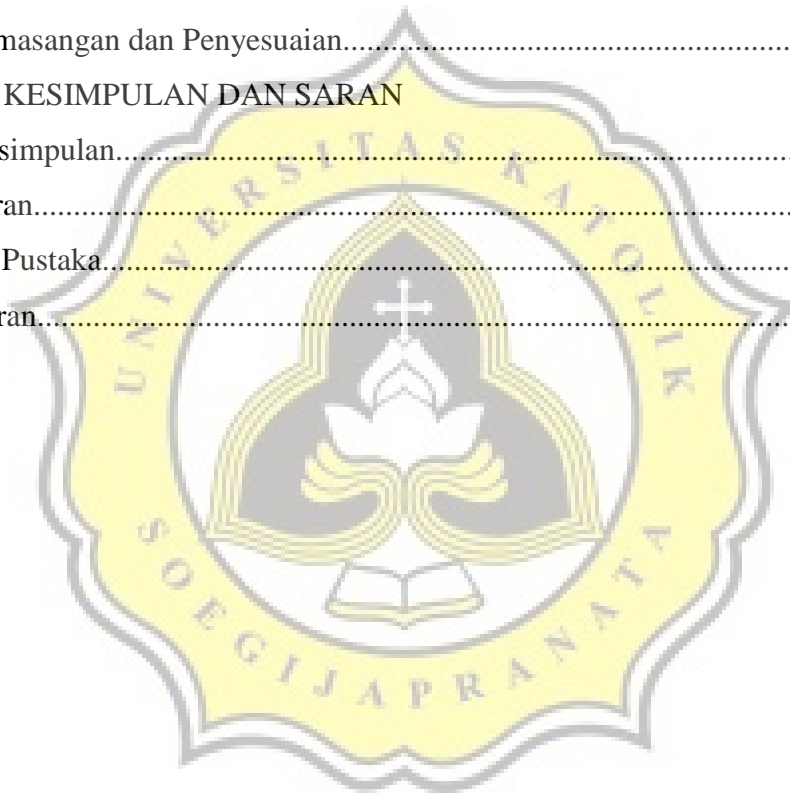 masangan dan Penyesuaian........................................................
KESIMPULAN DAN SARAN
simpulan....................................................................................
ran..............................................................................................
Pustaka......................................................................................
ran..............................................................................................
UNIVERSITAS KATOLIK
SOEGIJAPRANATA